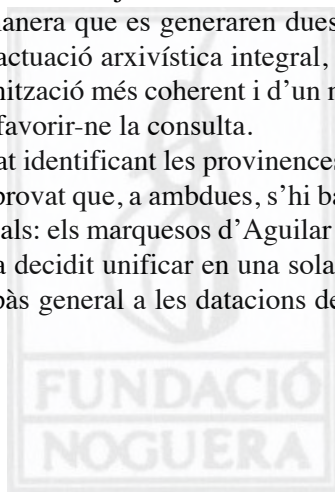 manera que es generaren dues
actuació arxivística integral,
nització més coherent i d'un
favorir-ne la consulta.
at identificant les provinences
provat que, a ambdues, s'hi ba
als: els marquesos d'Aguilar
a decidit unificar en una sola
pàs general a les datacions de
FUNDACIÓ
NOGUERA